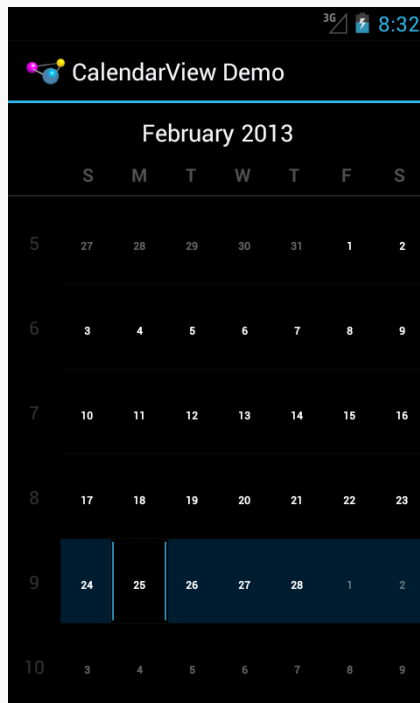 3G 8:32
CalendarView Demo
February 2013
S M T W T F S
5 27 28 29 30 31 1 2
6 3 4 5 6 7 8 9
7 10 11 12 13 14 15 16
8 17 18 19 20 21 22 23
9 24 25 26 27 28 1 2
10 3 4 5 6 7 8 9